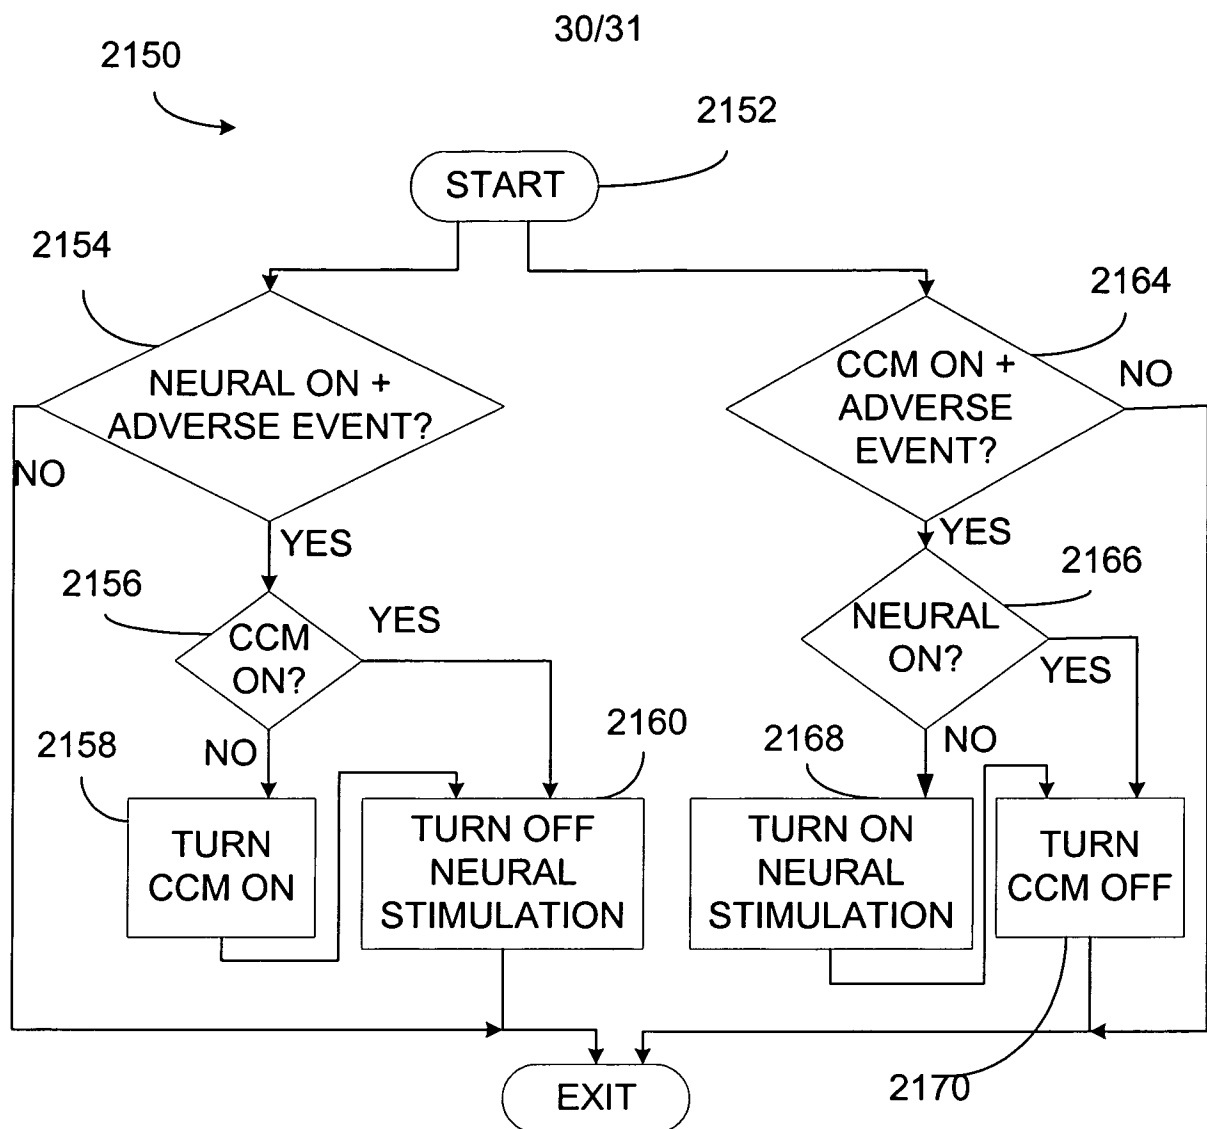 30/31
2150
2152
START
2154
2164
NEURAL ON +
ADVERSE EVENT?
CCM ON +
ADVERSE
EVENT?
NO
NO
YES
YES
2156
2166
CCM
ON?
YES
NEURAL
ON?
YES
2158
NO
2160
2168
NO
TURN
CCM ON
TURN OFF
NEURAL
STIMULATION
TURN ON
NEURAL
STIMULATION
TURN
CCM OFF
2170
EXIT